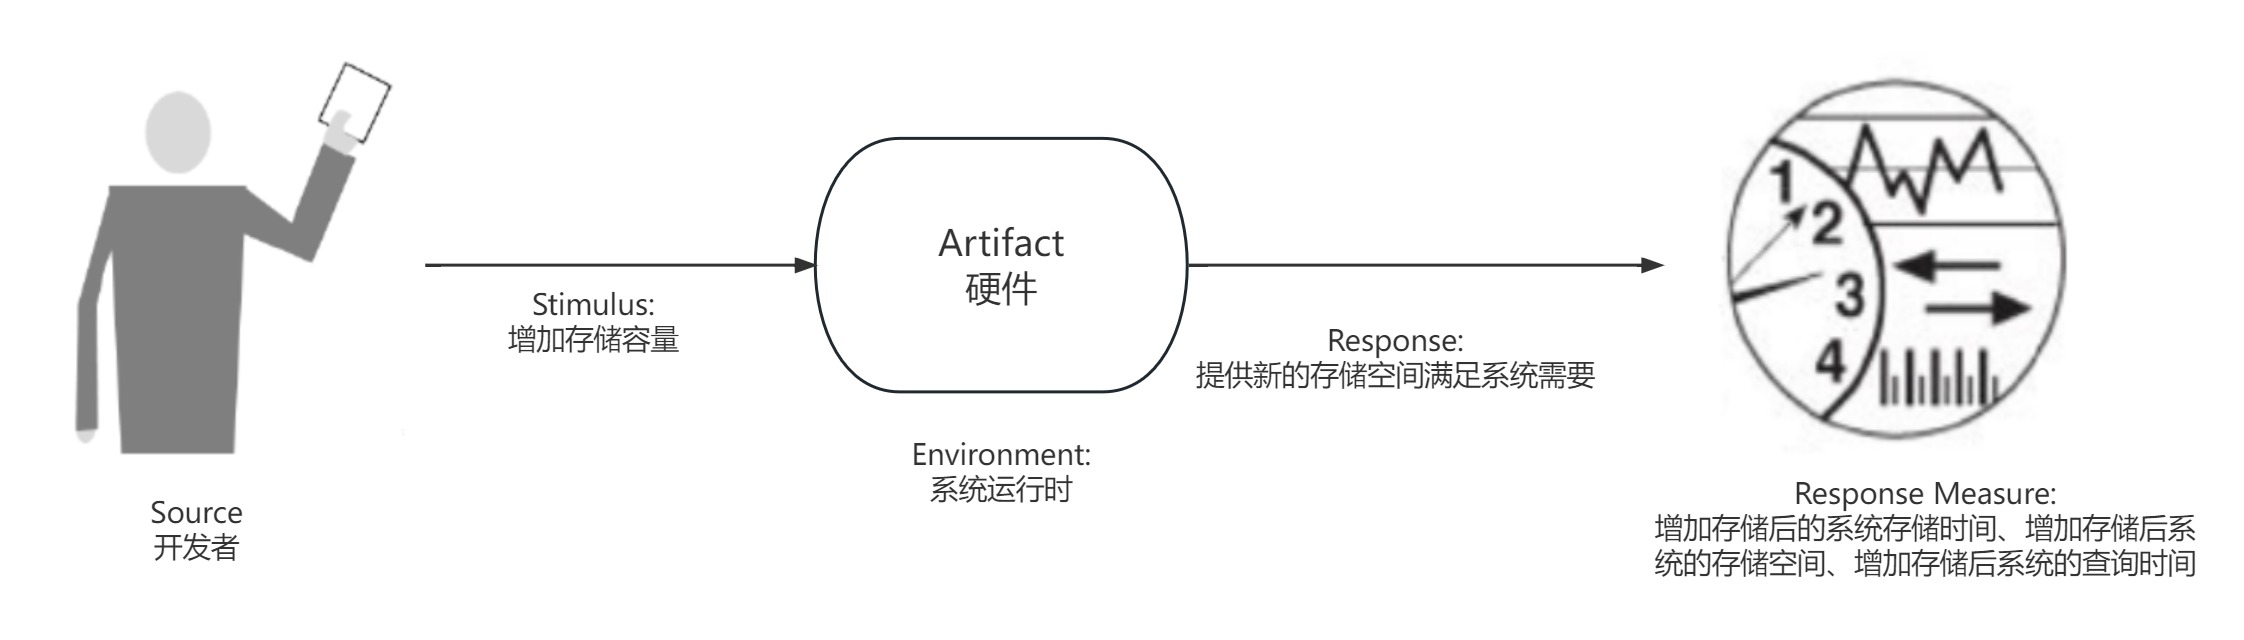 Source
开发者
Stimulus:
增加存储容量
Artifact
硬件
Environment:
系统运行时
Response:
提供新的存储空间满足系统需要
1
2
3
4
Response Measure:
增加存储后的系统存储时间、增加存储后系
统的存储空间、增加存储后系统的查询时间